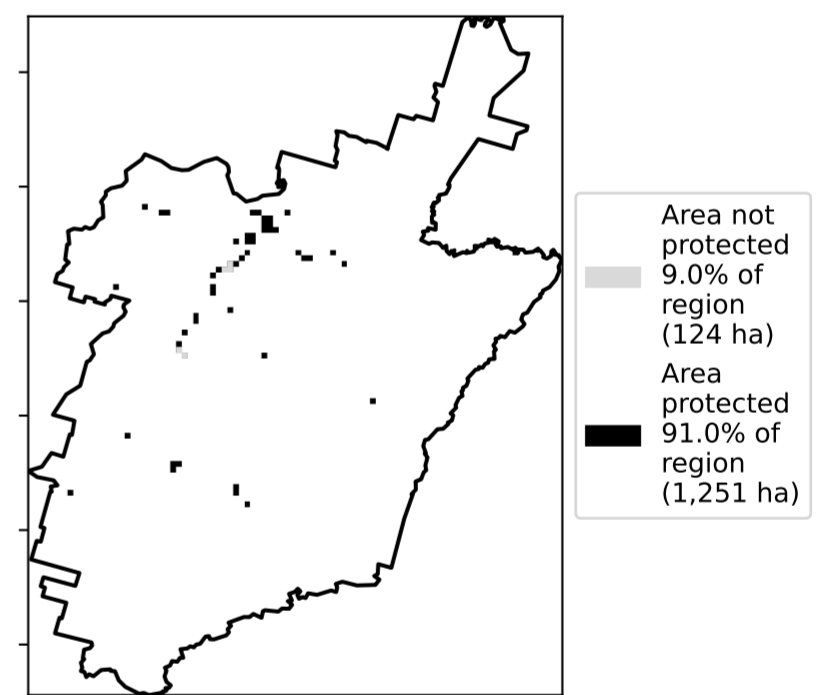 Area not
protected
9.0% of
region
(124 ha)
Area
protected
91.0% of
region
(1,251 ha)